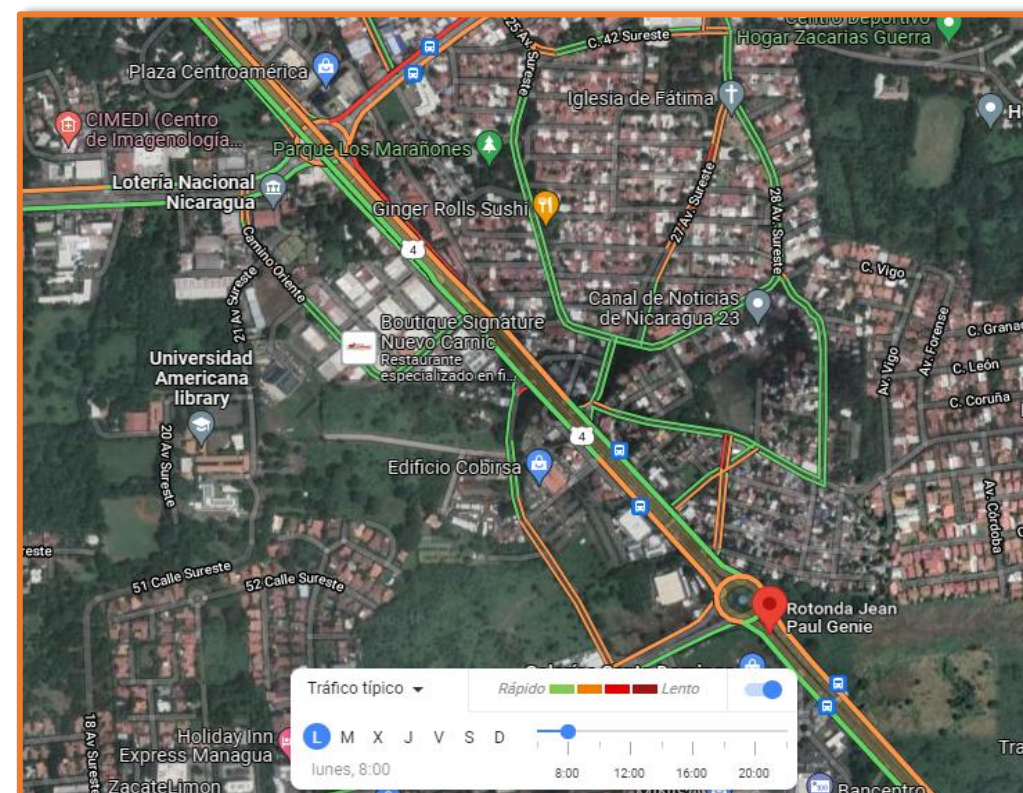 Centro Deportivo
Hogar Zacarias Guerra
25 Av. Sureste
C. 42 Sureste
Plaza Centroamérica
Iglesia de Fátima
CIMEDI (Centro
de Imagenología...
Parque Los Marañones
Lotería Nacional
Nicaragua
Ginger Rolls Sushi
27 Av. Sureste
28 Av. Sureste
4
Camino Oriente
21 Av Sureste
C. Vigo
Canal de Noticias
de Nicaragua 23
Av. Forense
C. Granad
Boutique Signature
Nuevo Carnic
Restaurante
especializado en fi...
Av. Vigo
C. León
C. Coruña
Universidad
Americana
library
20 Av Sureste
4
Edificio Cobirsa
Av. Córdoba
este
51 Calle Sureste
52 Calle Sureste
Rotonda Jean
Paul Genie
Tráfico típico
Rápido
Lento
L M X J V S D
lunes, 8:00
8:00 12:00 16:00 20:00
18 Av Sureste
Holiday Inn
Express Managua
ZacateLimon
Tra
Bancentro